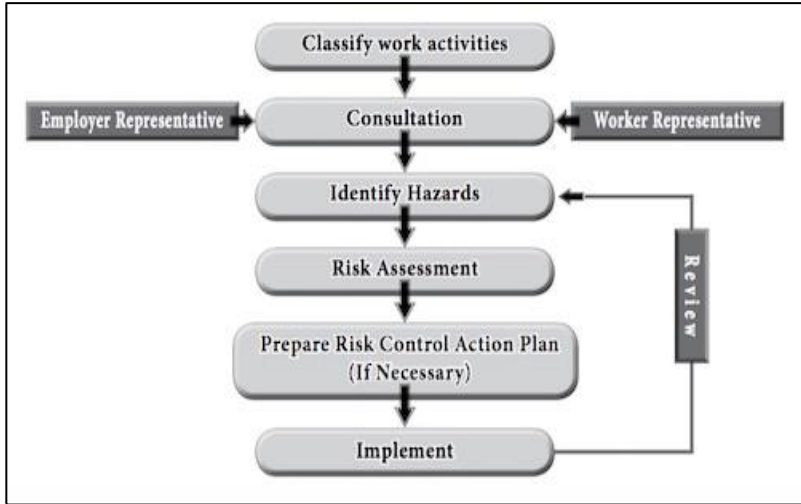 Classify work activities
Employer Representative
Consultation
Worker Representative
Identify Hazards
Risk Assessment
Review
Prepare Risk Control Action Plan
(If Necessary)
Implement